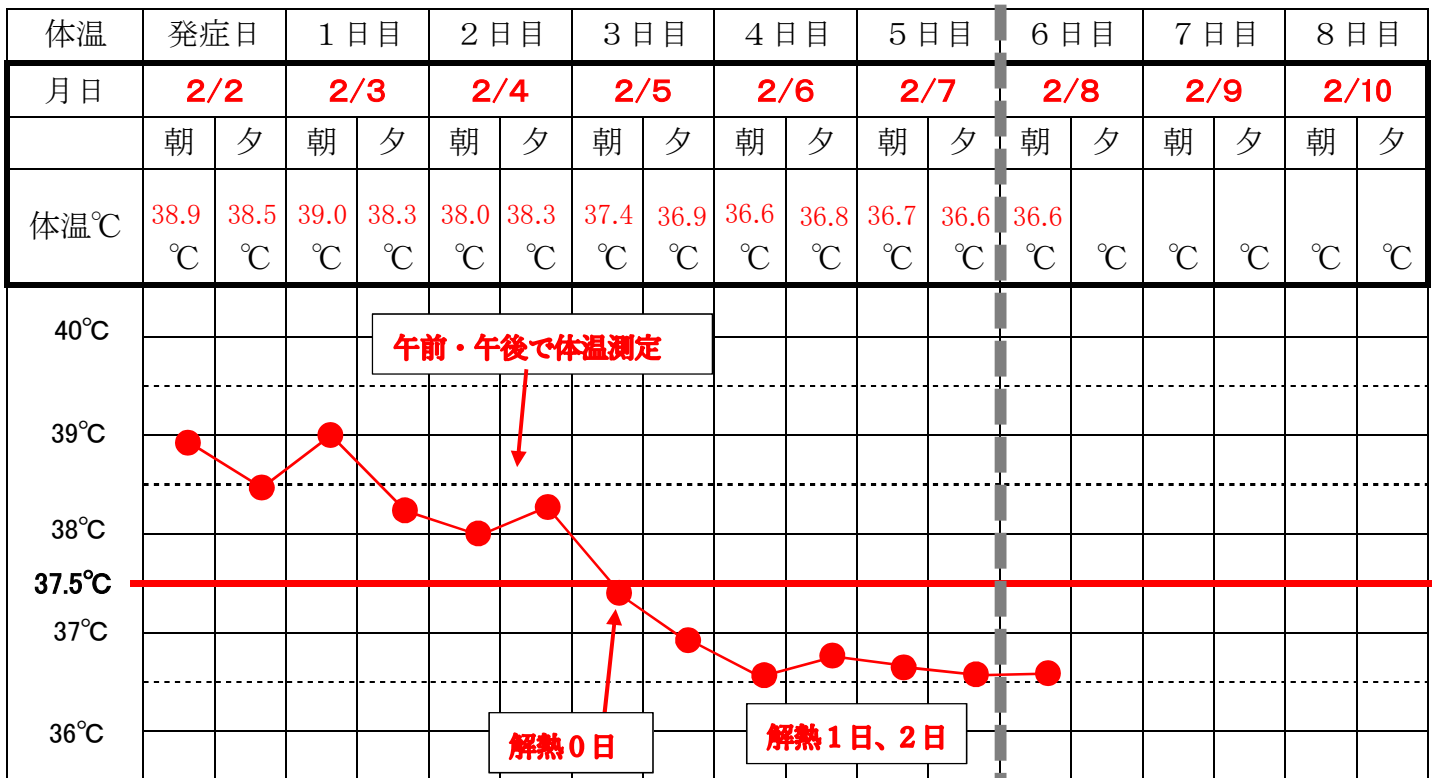 体温 発症日 １日目 ２日目 ３日目 ４日目 ５日目 ６日目 ７日目 ８日目
月日 2/2 2/3 2/4 2/5 2/6 2/7 2/8 2/9 2/10
朝 夕 朝 夕 朝 夕 朝 夕 朝 夕 朝 夕 朝 夕 朝 夕 朝 夕
体温℃ 38.9 38.5 39.0 38.3 38.0 38.3 37.4 36.9 36.6 36.8 36.7 36.6 36.6
℃ ℃ ℃ ℃ ℃ ℃ ℃ ℃ ℃ ℃ ℃ ℃ ℃ ℃ ℃ ℃ ℃ ℃
40℃
午前・午後で体温測定
39℃
38℃
37.5℃
37℃
36℃
解熱０日
解熱１日、２日